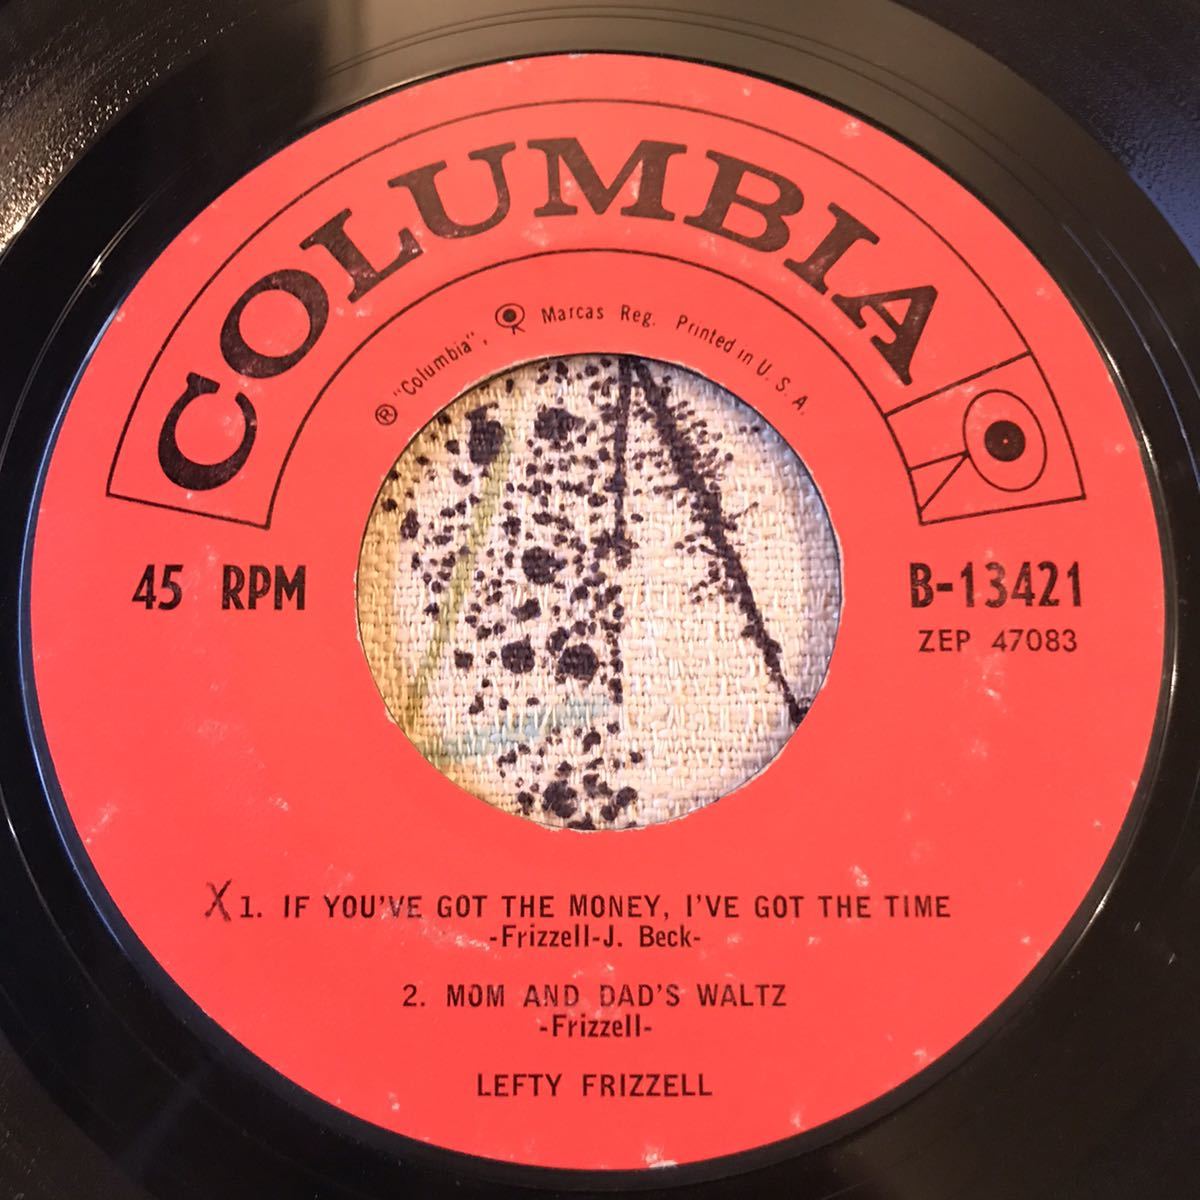 COLUMBIA
® "Columbia", Marcas Reg. Printed in U. S. A.
45 RPM
B-13421
ZEP 47083
X 1. IF YOU'VE GOT THE MONEY, I'VE GOT THE TIME
-Frizzell-J. Beck-
2. MOM AND DAD'S WALTZ
-Frizzell-
LEFTY FRIZZELL